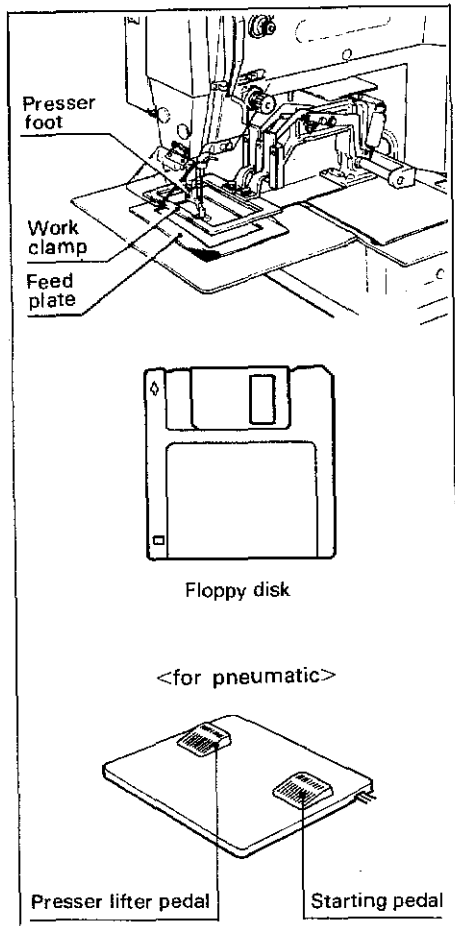 Presser
foot
Work
clamp
Feed
plate
Floppy disk
<for pneumatic>
Presser lifter pedal
Starting pedal